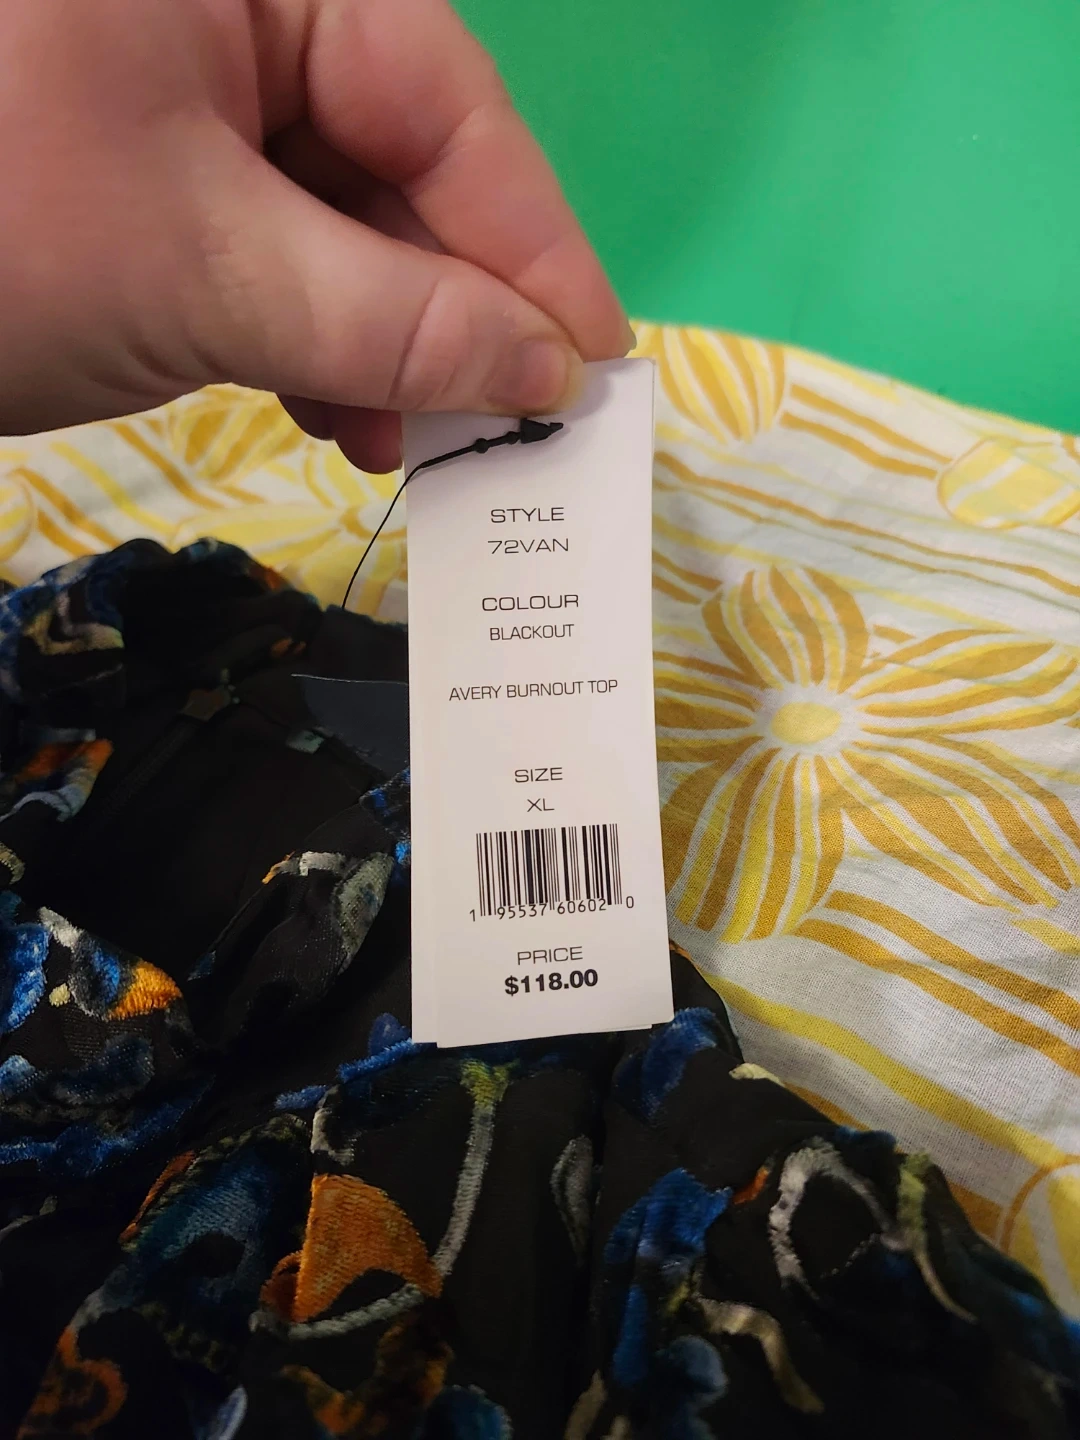 STYLE
72VAN
COLOUR
BLACKOUT
AVERY BURNOUT TOP
SIZE
XL
1 95537 60602 0
PRICE
$118.00